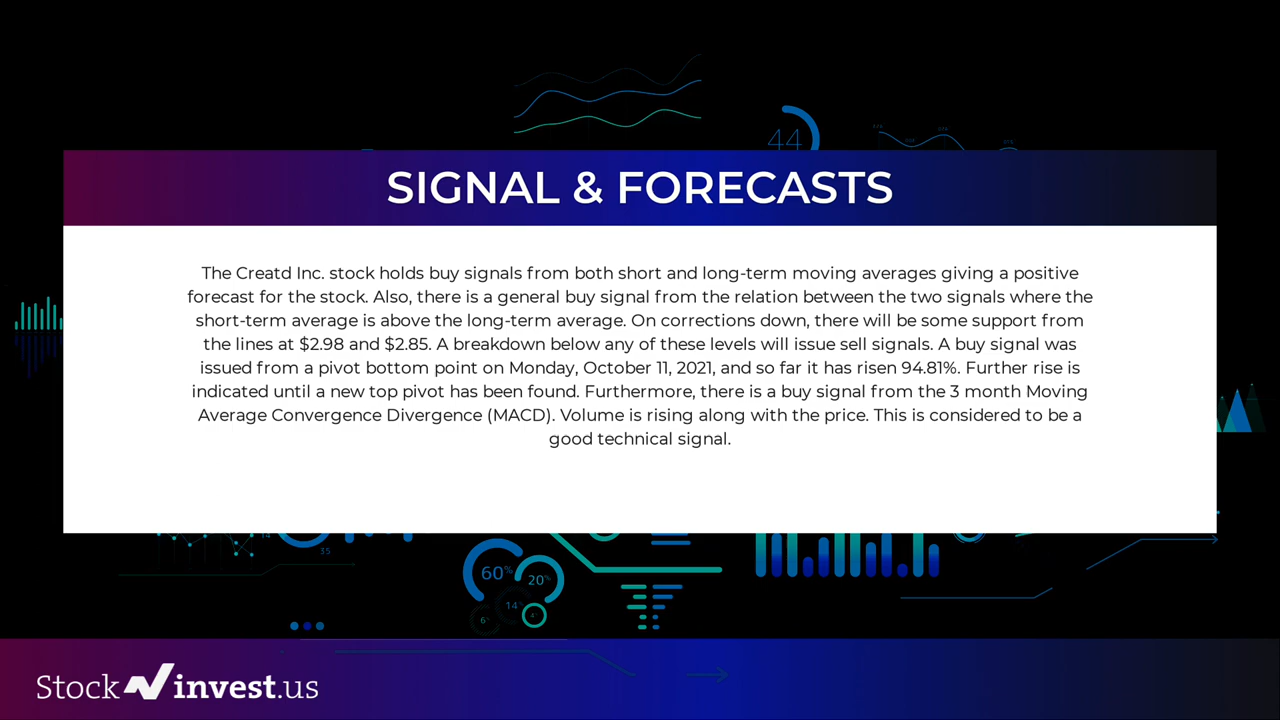 44
SIGNAL & FORECASTS
The Creatd Inc. stock holds buy signals from both short and long-term moving averages giving a positive
forecast for the stock. Also, there is a general buy signal from the relation between the two signals where the
short-term average is above the long-term average. On corrections down, there will be some support from
the lines at $2.98 and $2.85. A breakdown below any of these levels will issue sell signals. A buy signal was
issued from a pivot bottom point on Monday, October 11, 2021, and so far it has risen 94.81%. Further rise is
indicated until a new top pivot has been found. Furthermore, there is a buy signal from the 3 month Moving
Average Convergence Divergence (MACD). Volume is rising along with the price. This is considered to be a
good technical signal.
14
35
60%
20%
14%
6%
Stock invest.us